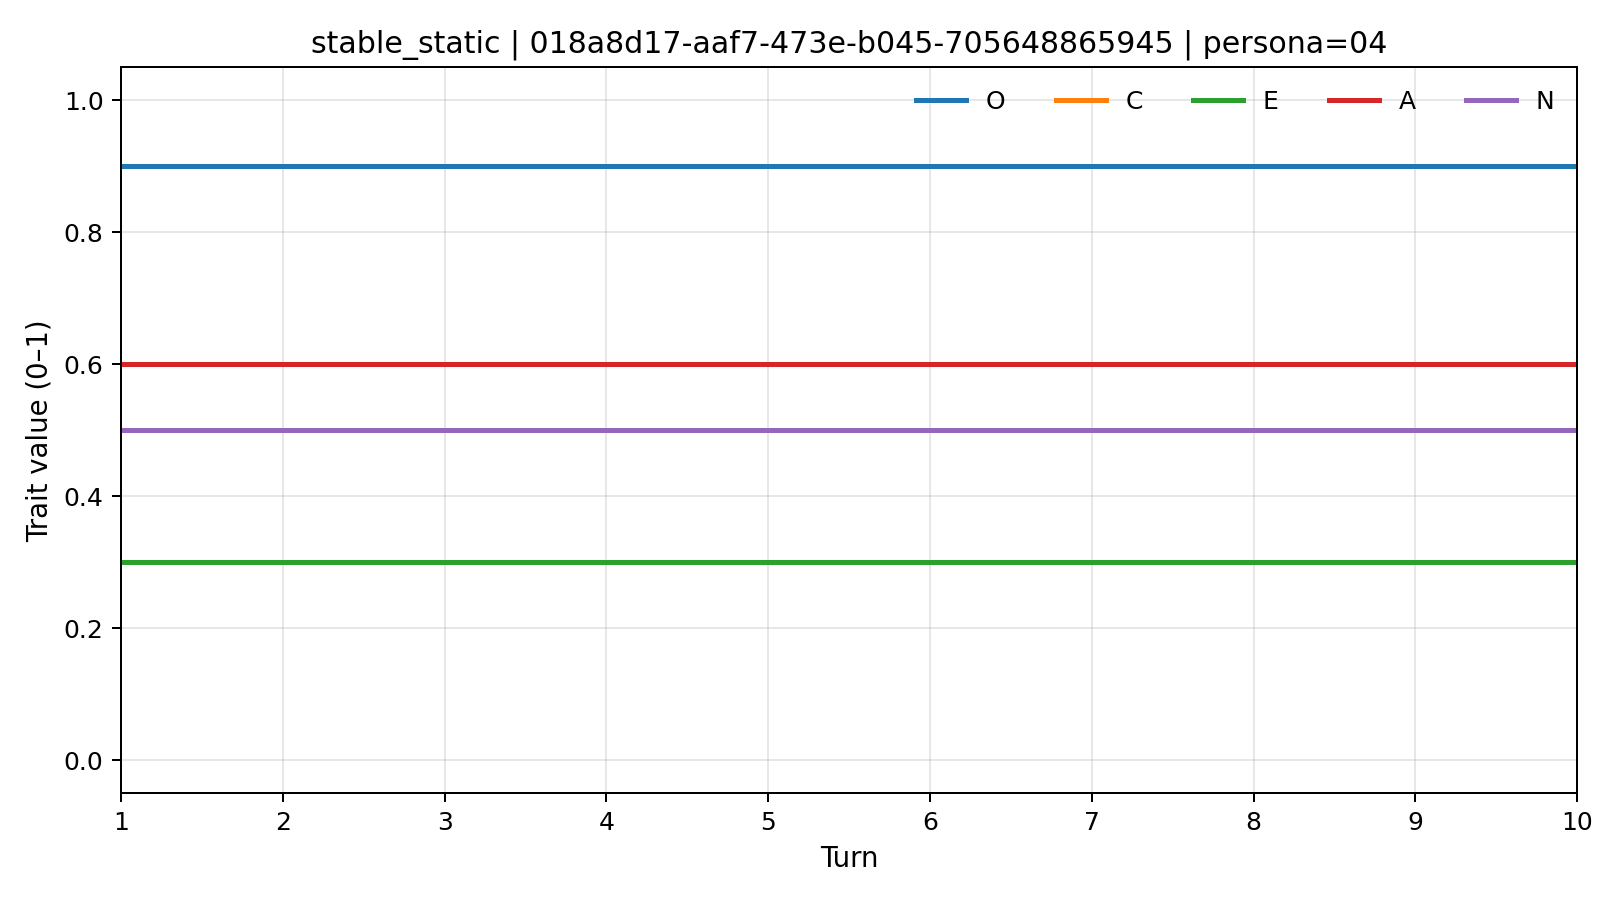 stable_static | 018a8d17-aaf7-473e-b045-705648865945 | persona=04
O C E A N
Trait value (0–1)
1.0
0.8
0.6
0.4
0.2
0.0
1 2 3 4 5 6 7 8 9 10
Turn